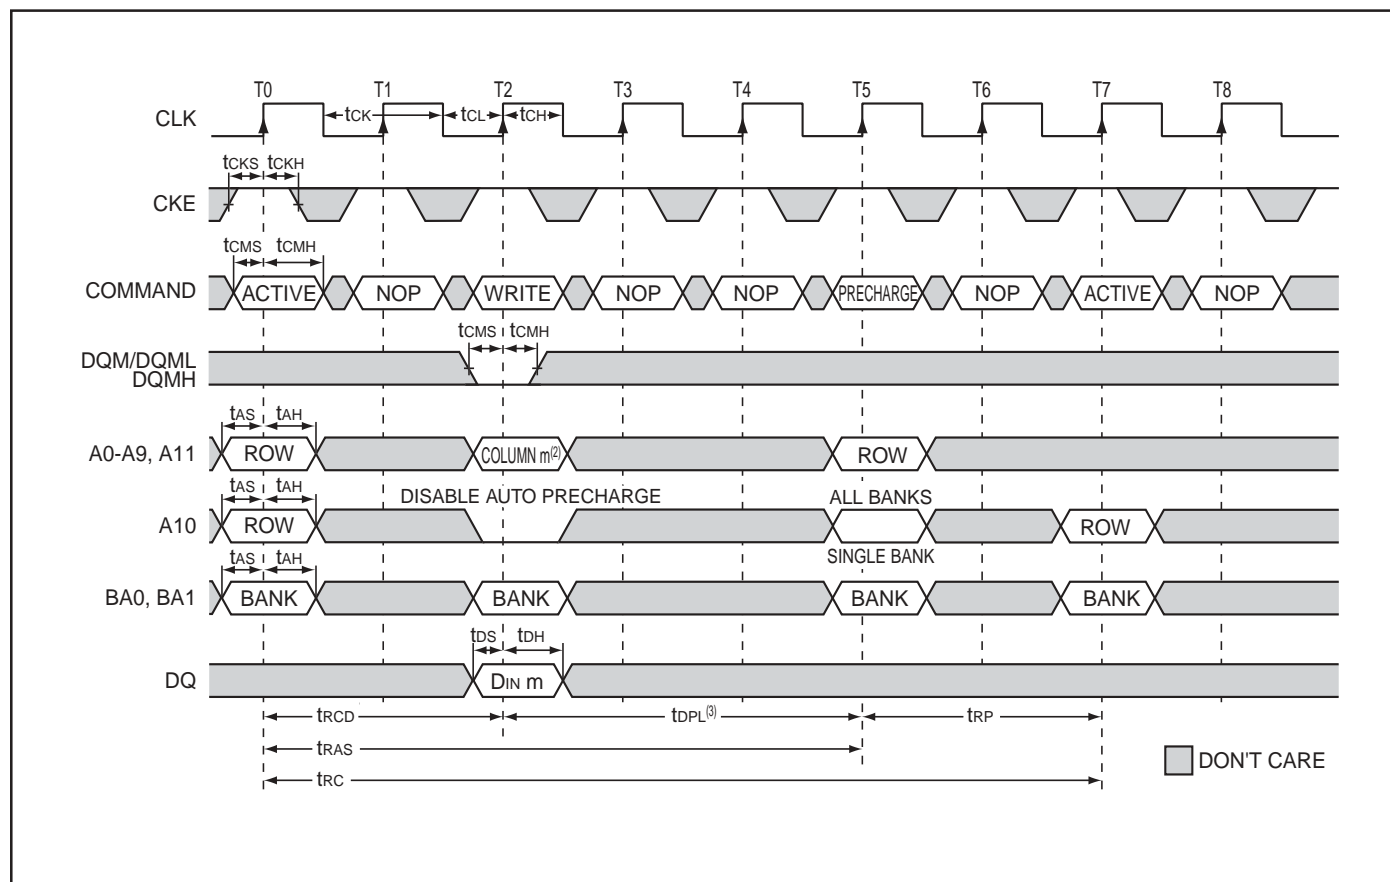 T0 T1 T2 T3 T4 T5 T6 T7 T8
CLK tCK tCL tCH
tCKS tCKH
CKE
tCMS tCMH
COMMAND ACTIVE NOP WRITE NOP NOP PRECHARGE NOP ACTIVE NOP
tCMS tCMH
DQM/DQML
DQMH
tAS tAH
A0-A9, A11 ROW COLUMN m(2) ROW
tAS tAH DISABLE AUTO PRECHARGE ALL BANKS
A10 ROW ROW
tAS tAH SINGLE BANK
BA0, BA1 BANK BANK BANK BANK
tDS tDH
DQ DIN m
tRCD tDPL(3) tRP
tRAS
DON'T CARE
tRC